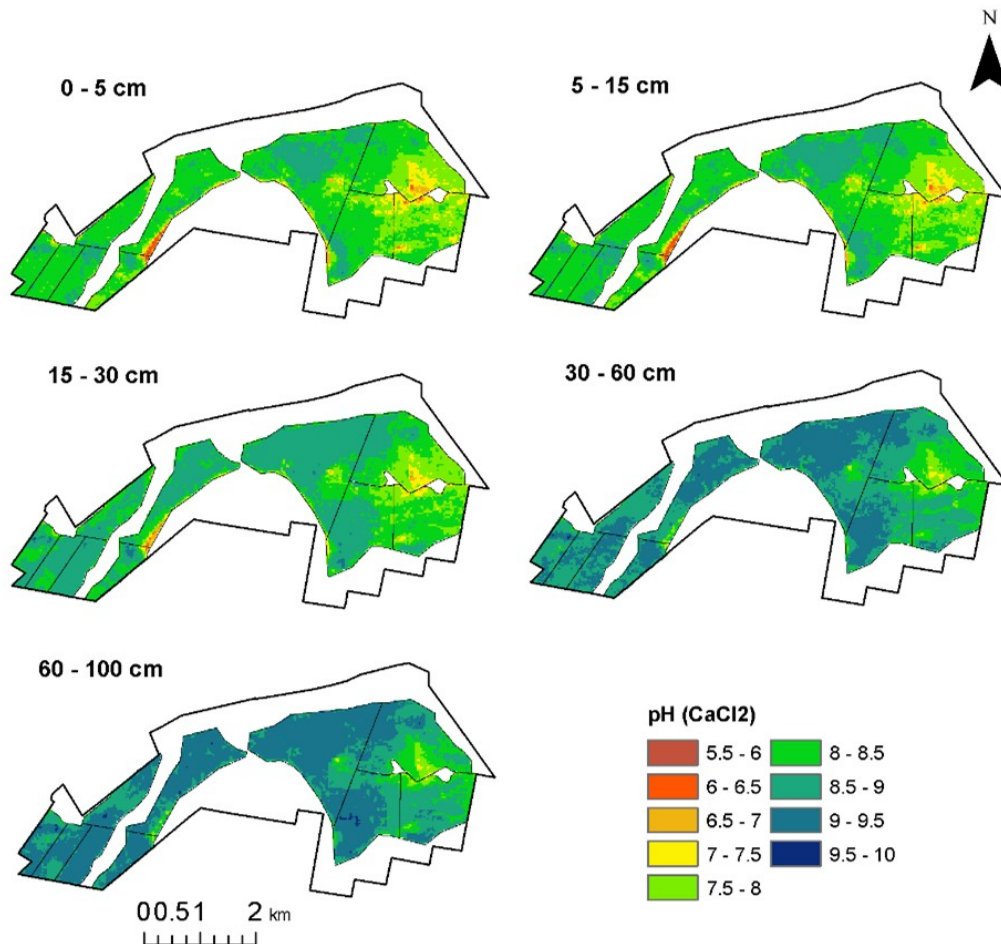 N
0 - 5 cm
5 - 15 cm
15 - 30 cm
30 - 60 cm
60 - 100 cm
pH (CaCl2)
5.5 - 6
6 - 6.5
6.5 - 7
7 - 7.5
7.5 - 8
8 - 8.5
8.5 - 9
9 - 9.5
9.5 - 10
00.51 2 km